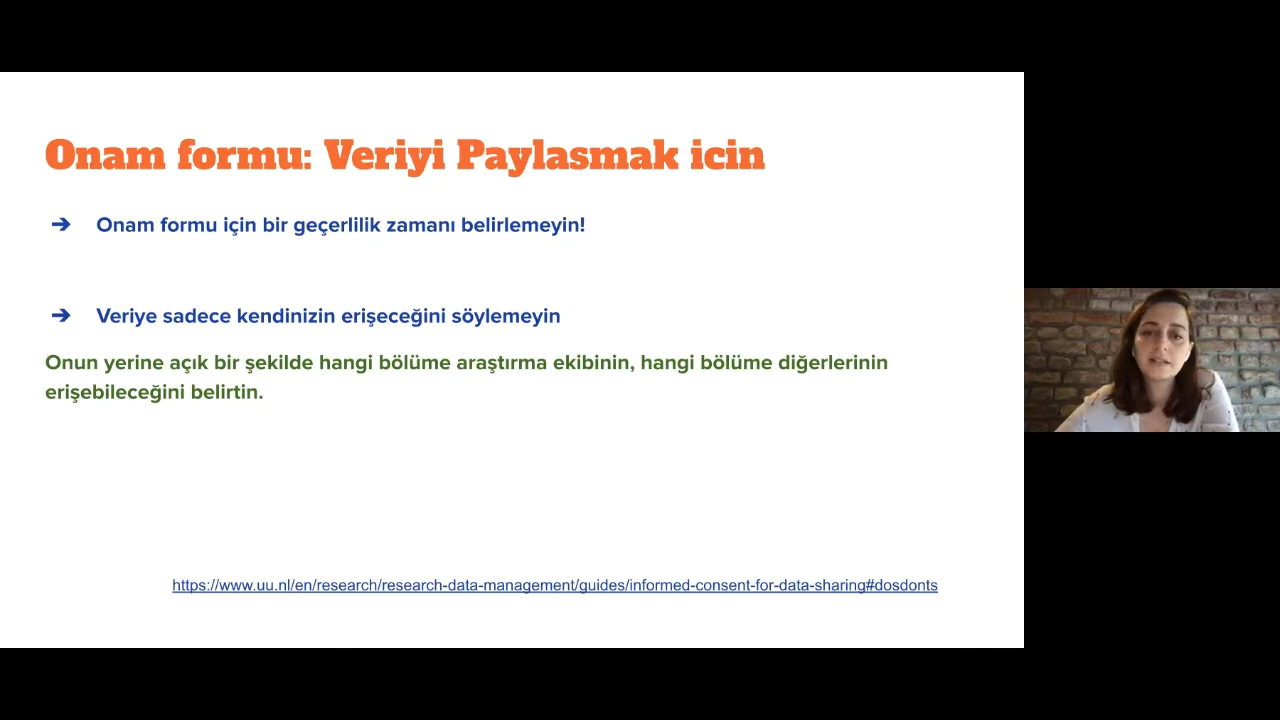 Onam formu: Veriyi Paylasmak icin
➔ Onam formu için bir geçerlilik zamanı belirlemeyin!
➔ Veriye sadece kendinizin erişeceğini söylemeyin
Onun yerine açık bir şekilde hangi bölüme araştırma ekibinin, hangi bölüme diğerlerinin
erişebileceğini belirtin.
https://www.uu.nl/en/research/research-data-management/guides/informed-consent-for-data-sharing#dosdonts